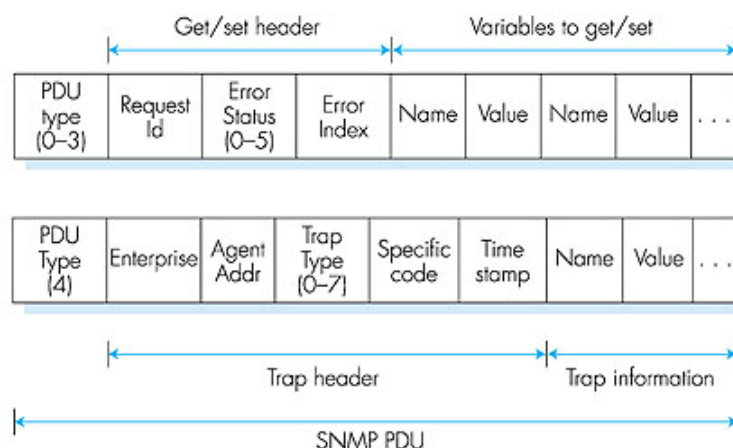 Get/set header
Variables to get/set
PDU type (0–3)
Request Id
Error Status (0–5)
Error Index
Name
Value
Name
Value
. . .
PDU Type (4)
Enterprise
Agent Addr
Trap Type (0–7)
Specific code
Time stamp
Name
Value
. . .
Trap header
Trap information
SNMP PDU